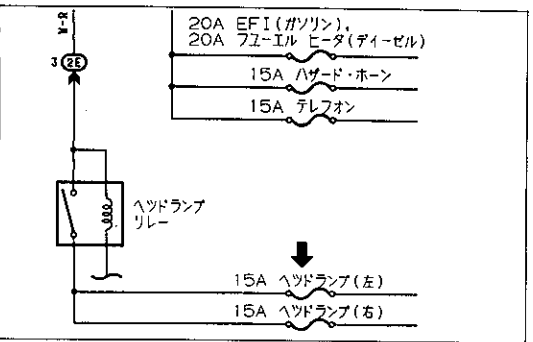 W-R
20A EFI(ガソリン),
20A フューエル ヒータ(ディーゼル)
3 2E
15A ハザード・ホーン
15A テレフォン
ヘッドランプ
リレー
15A ヘッドランプ(左)
15A ヘッドランプ(右)